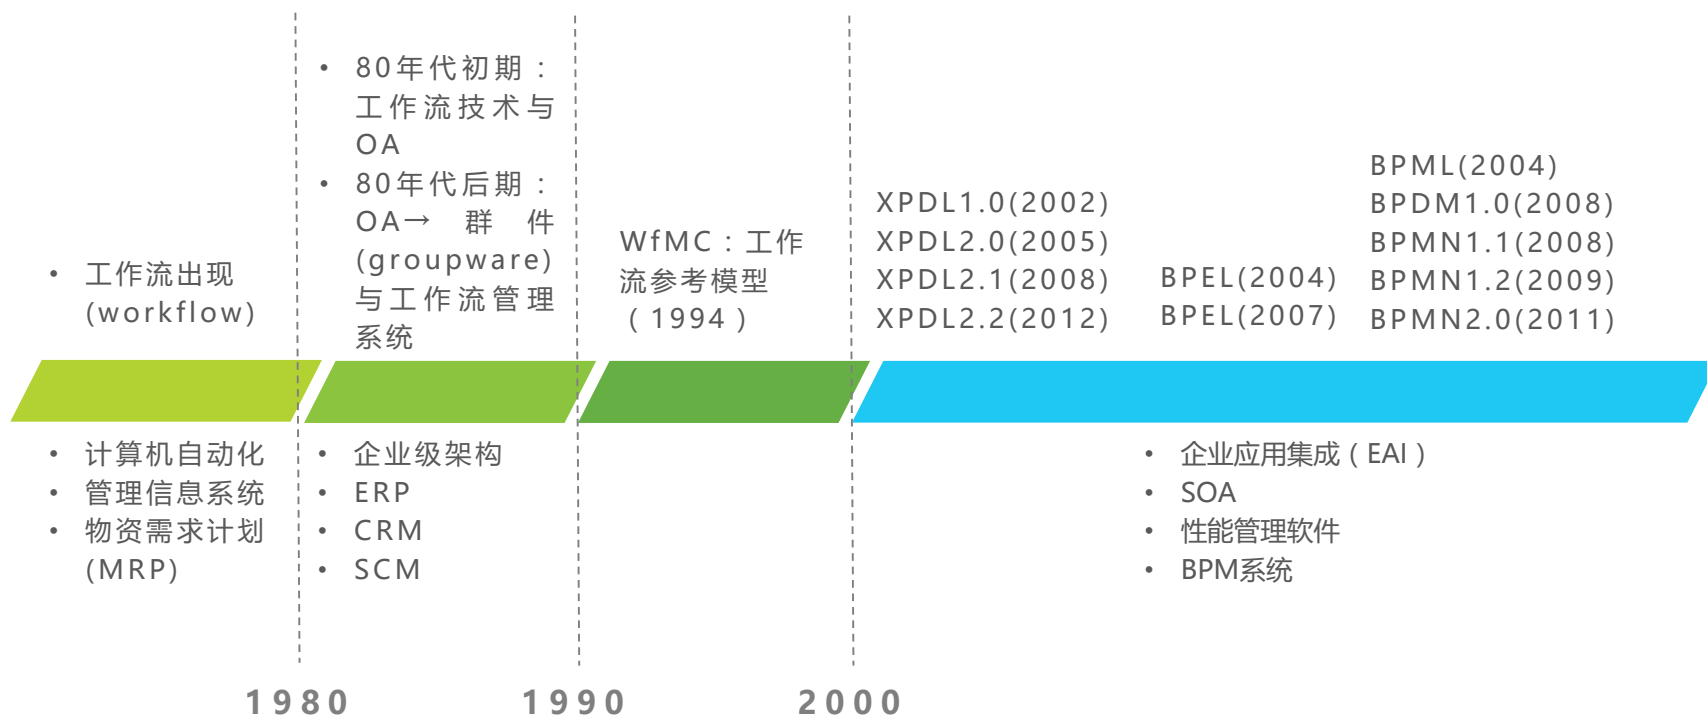 • 工作流出现
(workflow)
• 80年代初期：
工作流技术与
OA
• 80年代后期：
OA→ 群 件
(groupware)
与工作流管理
系统
WfMC：工作
流参考模型
（1994）
XPDL1.0(2002)
XPDL2.0(2005)
XPDL2.1(2008)
XPDL2.2(2012)
BPEL(2004)
BPEL(2007)
BPML(2004)
BPDM1.0(2008)
BPMN1.1(2008)
BPMN1.2(2009)
BPMN2.0(2011)
• 计算机自动化
• 管理信息系统
• 物资需求计划
(MRP)
• 企业级架构
• ERP
• CRM
• SCM
• 企业应用集成（EAI）
• SOA
• 性能管理软件
• BPM系统
1980
1990
2000